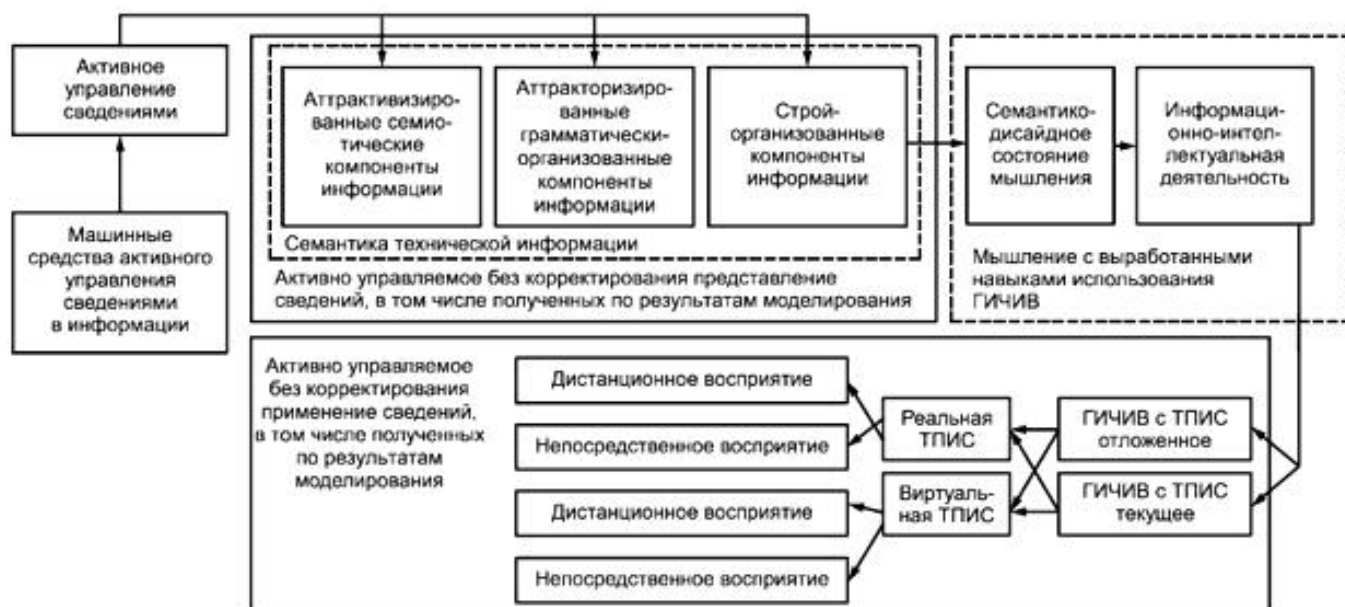 Активное
управление
сведениями
Машинные
средства активного
управления
сведениями
в информации
Аттрактивизиро-
ванные семио-
тические
компоненты
информации
Аттракторизиро-
ванные
грамматически-
организованные
компоненты
информации
Строй-
организованные
компоненты
информации
Семантика технической информации
Активно управляемое без корректирования представление
сведений, в том числе полученных по результатам моделирования
Семантико-
дисайдное
состояние
мышления
Информаци-
онно-интел-
лектуальная
деятельность
Мышление с выработанными
навыками использования
ГИЧИВ
Активно управляемое
без корректирования
применение сведений,
в том числе полученных
по результатам
моделирования
Дистанционное восприятие
Непосредственное восприятие
Дистанционное восприятие
Непосредственное восприятие
Реальная
ТПИС
Виртуаль-
ная ТПИС
ГИЧИВ с ТПИС
отложенное
ГИЧИВ с ТПИС
текущее